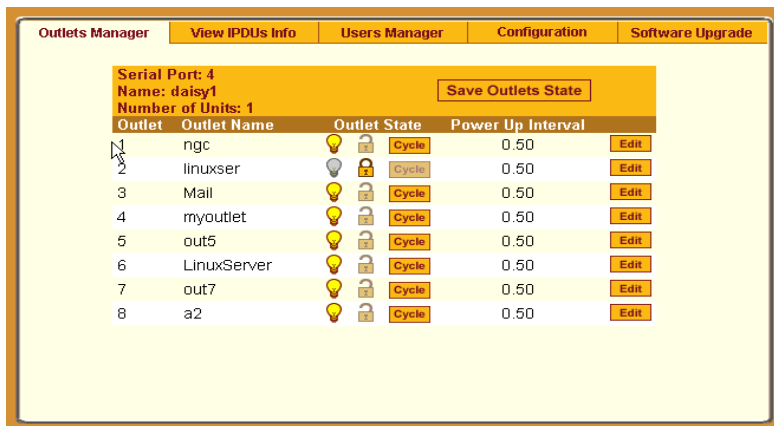 Outlets Manager View IPDUs Info Users Manager Configuration Software Upgrade
Serial Port: 4
Name: daisy1
Number of Units: 1
Save Outlets State
Outlet Outlet Name Outlet State Power Up Interval
1 ngc Cycle 0.50 Edit
2 linuxser Cycle 0.50 Edit
3 Mail Cycle 0.50 Edit
4 myoutlet Cycle 0.50 Edit
5 out5 Cycle 0.50 Edit
6 LinuxServer Cycle 0.50 Edit
7 out7 Cycle 0.50 Edit
8 a2 Cycle 0.50 Edit